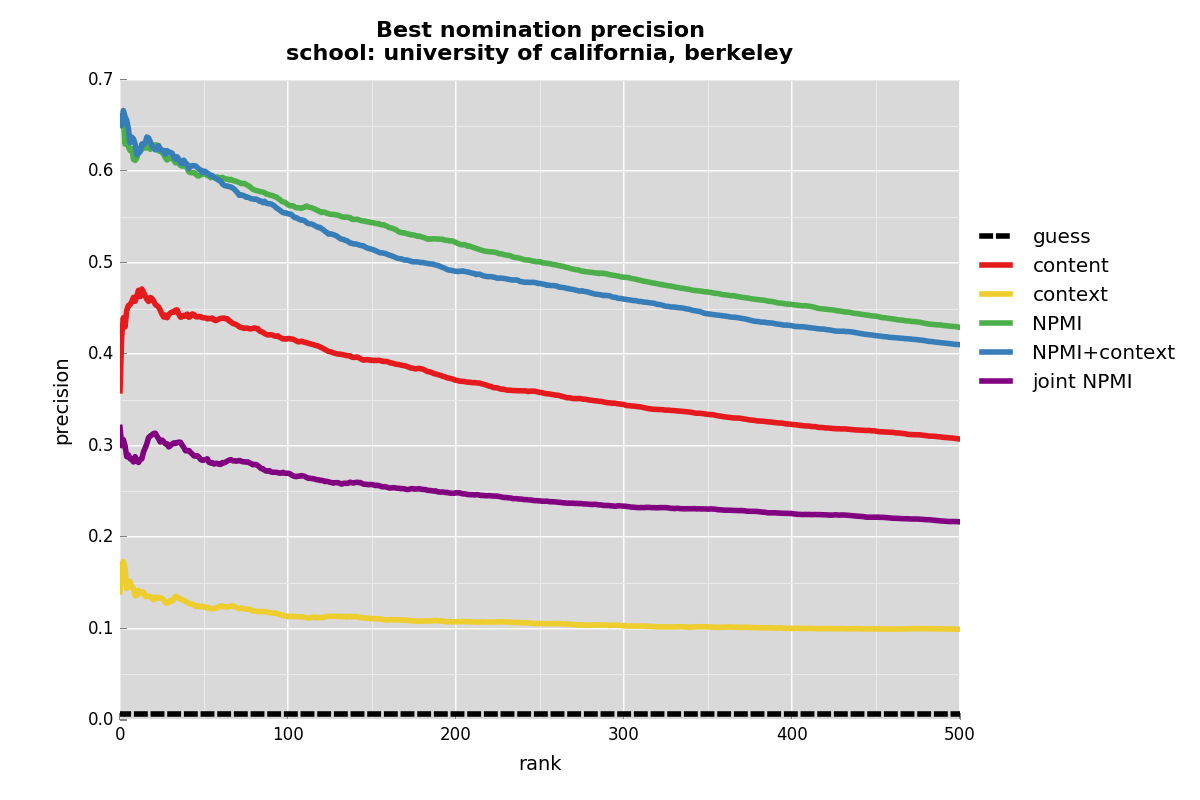 Best nomination precision
school: university of california, berkeley
precision
0.7
0.6
0.5
0.4
0.3
0.2
0.1
0.0
0
100
200
300
400
500
rank
guess
content
context
NPMI
NPMI+context
joint NPMI